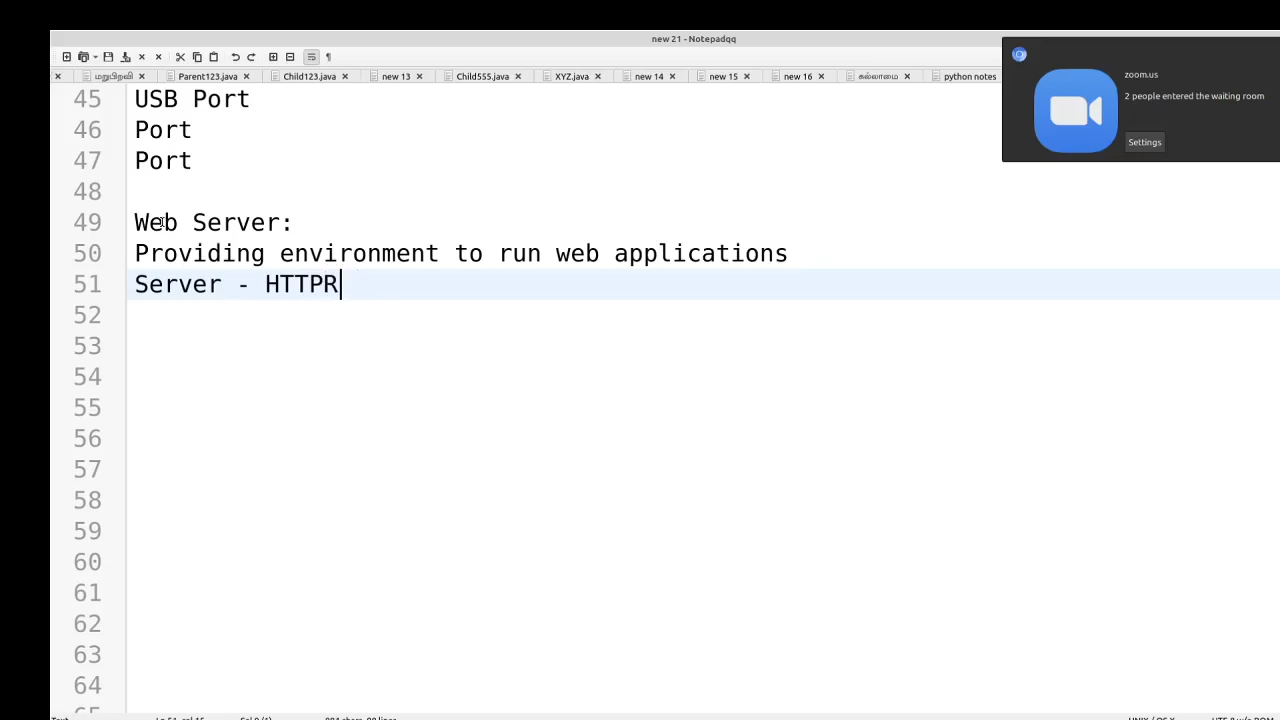 new 21 - Notepadqq
மறுபிறவி
Parent123.java
Child123.java
new 13
Child555.java
XYZ.java
new 14
new 15
new 16
கல்லாமை
python notes
zoom.us
2 people entered the waiting room
Settings
45 USB Port
46 Port
47 Port
48
49 Web Server:
50 Providing environment to run web applications
51 Server - HTTPR
52
53
54
55
56
57
58
59
60
61
62
63
64